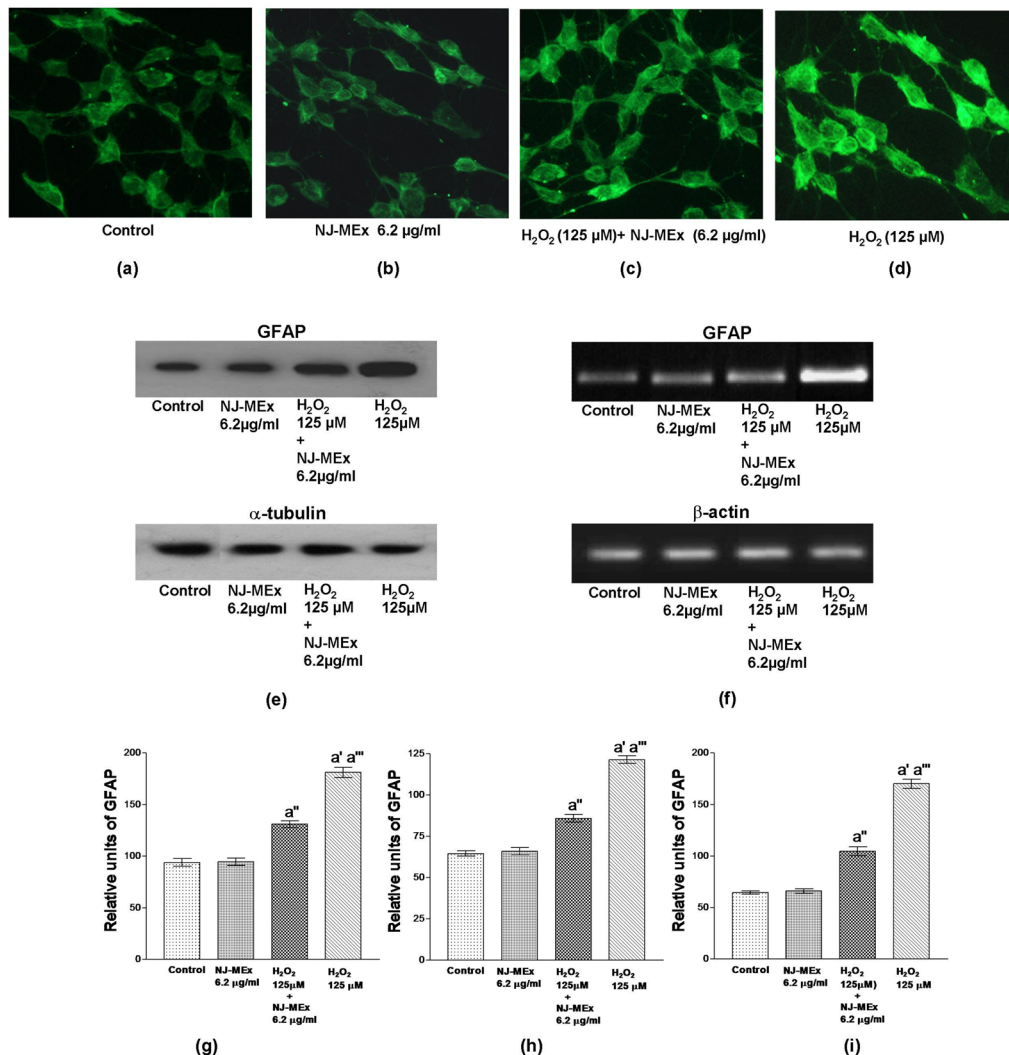 Control
NJ-MEx 6.2 µg/ml
H₂O₂ (125 µM)+ NJ-MEx (6.2 µg/ml)
H₂O₂ (125 µM)
(a)
(b)
(c)
(d)
GFAP
Control
NJ-MEx
6.2µg/ml
H₂O₂
125 µM
+
NJ-MEx
6.2µg/ml
H₂O₂
125µM
α-tubulin
Control
NJ-MEx
6.2µg/ml
H₂O₂
125 µM
+
NJ-MEx
6.2µg/ml
H₂O₂
125µM
(e)
GFAP
Control
NJ-MEx
6.2µg/ml
H₂O₂
125 µM
+
NJ-MEx
6.2µg/ml
H₂O₂
125µM
β-actin
Control
NJ-MEx
6.2µg/ml
H₂O₂
125 µM
+
NJ-MEx
6.2µg/ml
H₂O₂
125µM
(f)
Relative units of GFAP
200
150
100
50
0
a''
a' a'''
Control
NJ-MEx
6.2 µg/ml
H₂O₂
125µM
+
NJ-MEx
6.2 µg/ml
H₂O₂
125 µM
(g)
Relative units of GFAP
125
100
75
50
25
0
a''
a' a'''
Control
NJ-MEx
6.2 µg/ml
H₂O₂
125µM
+
NJ-MEx
6.2 µg/ml
H₂O₂
125 µM
(h)
Relative units of GFAP
200
150
100
50
0
a''
a' a'''
Control
NJ-MEx
6.2 µg/ml
H₂O₂
125µM)
+
NJ-MEx
6.2 µg/ml
H₂O₂
125 µM
(i)